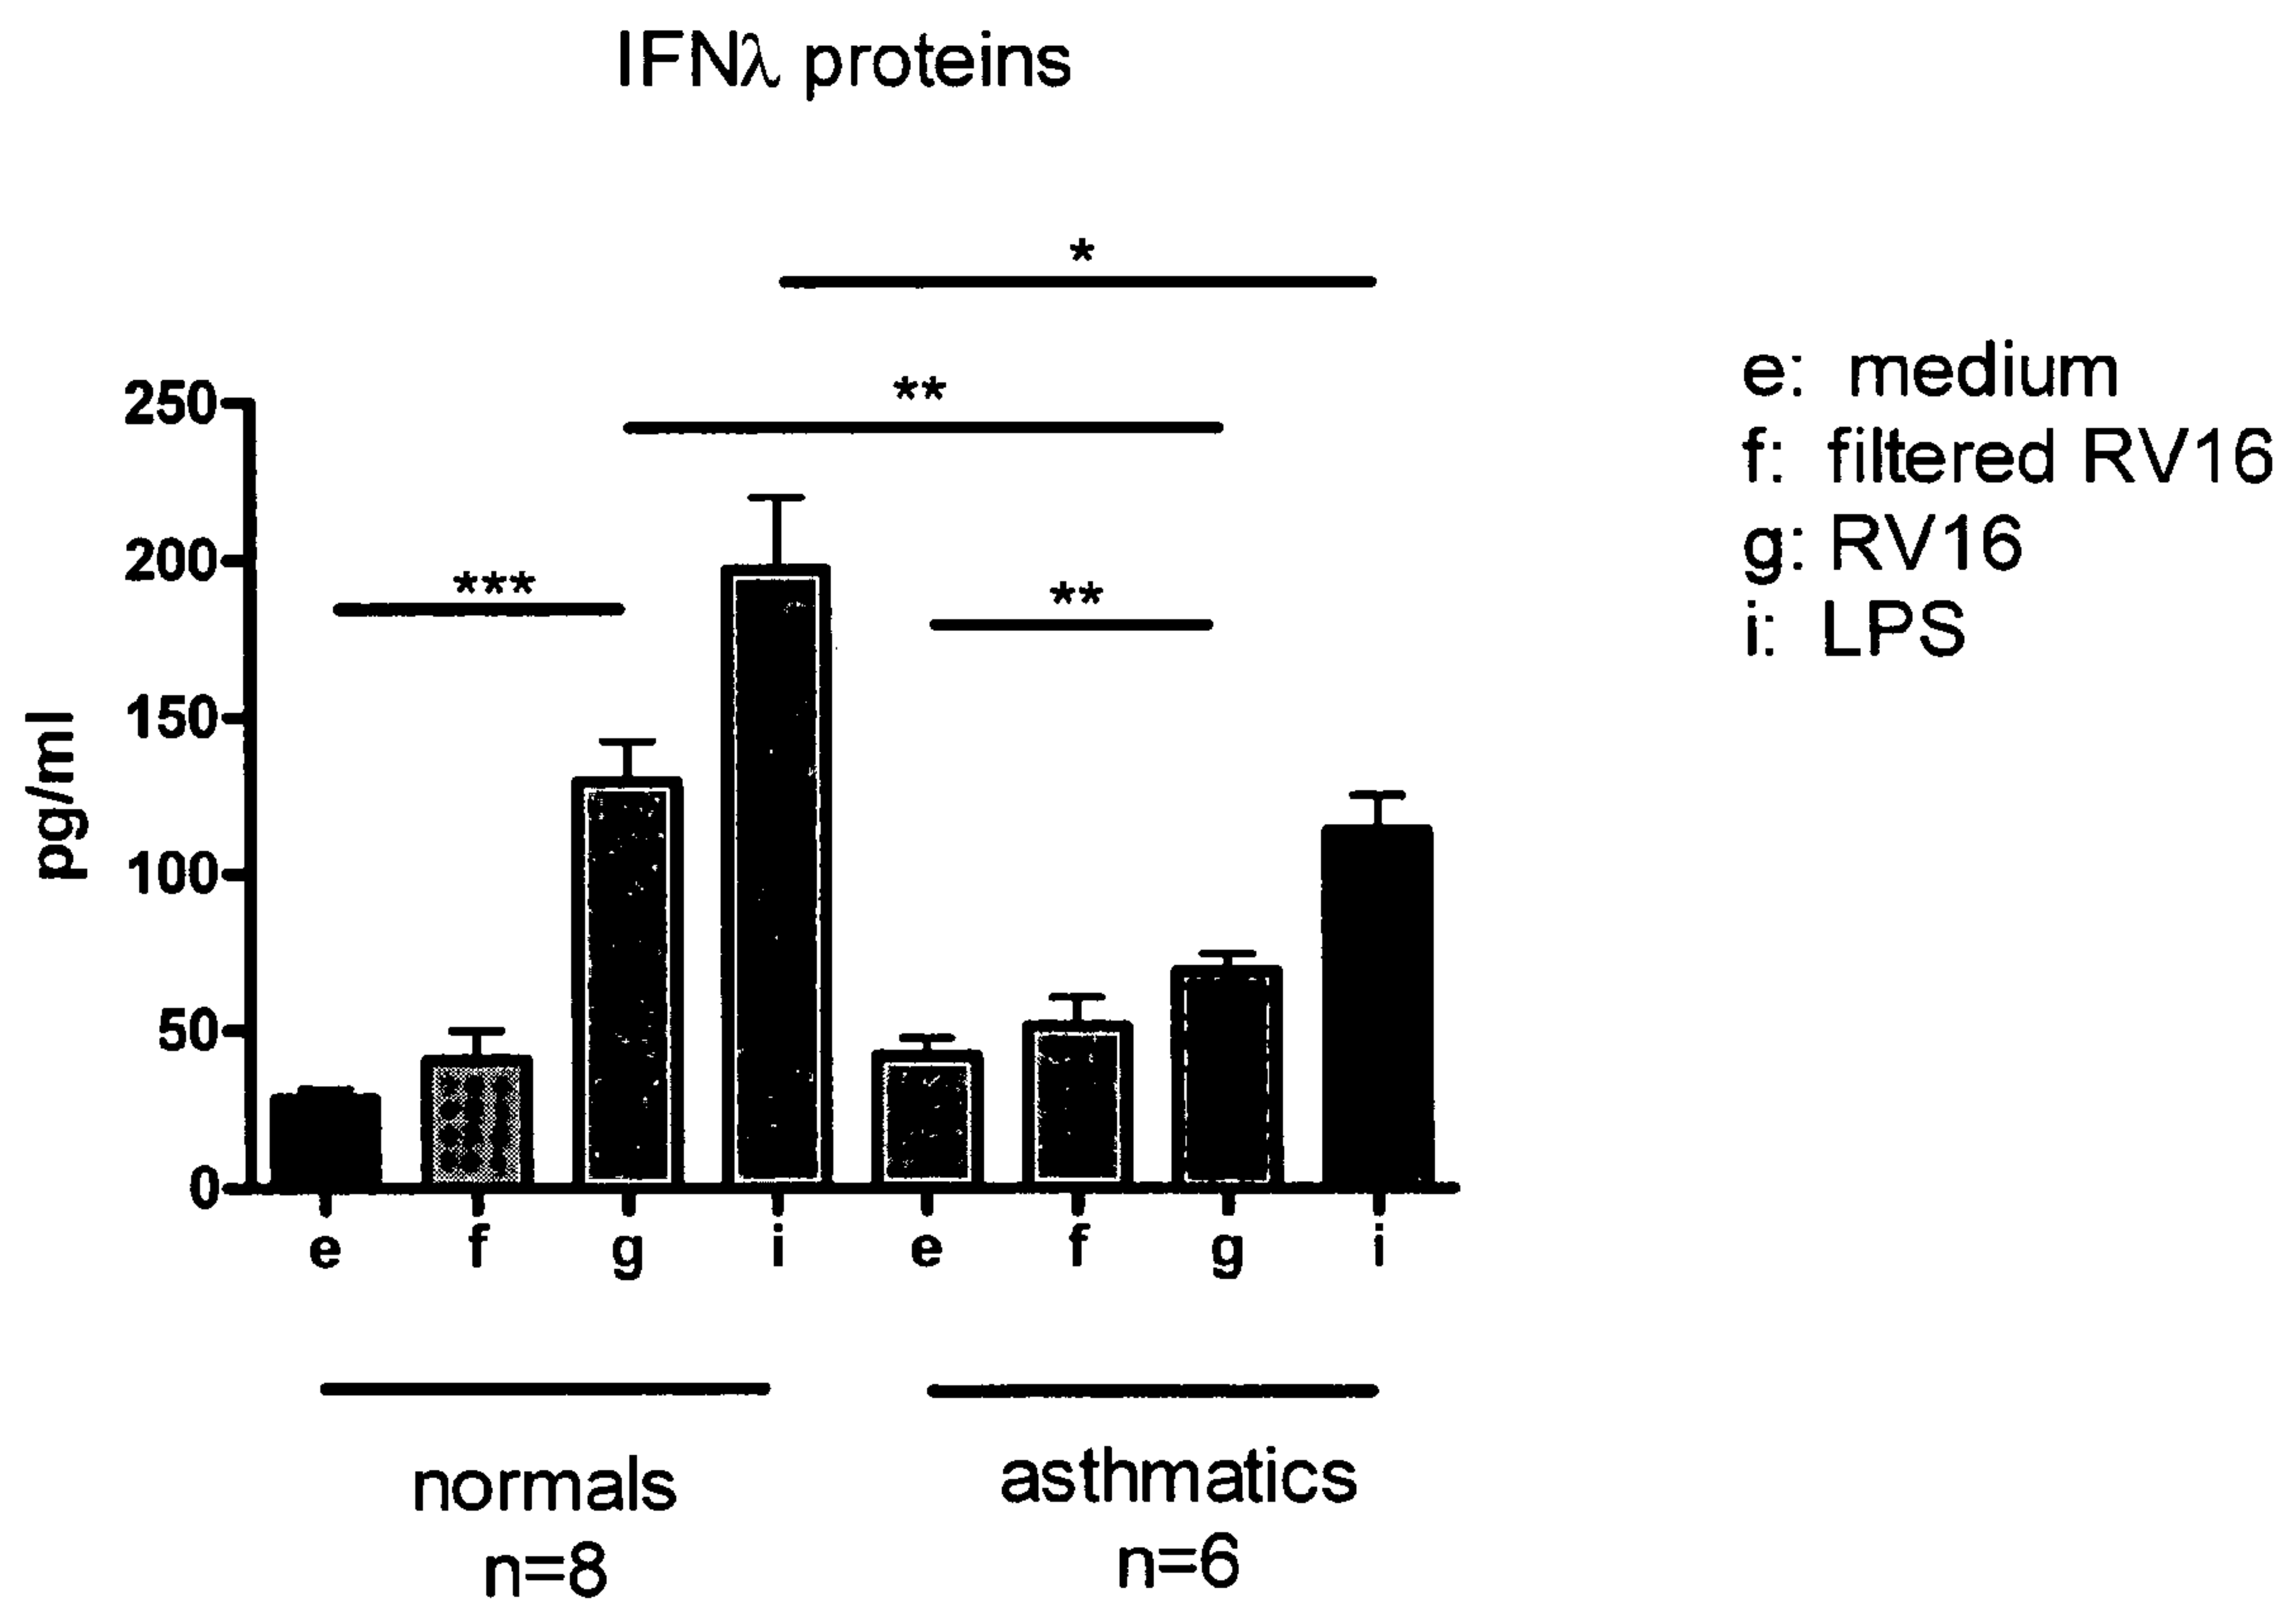 IFNλ proteins
*
**
***
**
250
200
150
100
50
0
pg/ml
e: medium
f: filtered RV16
g: RV16
i: LPS
e f g i e f g i
normals asthmatics
n=8 n=6